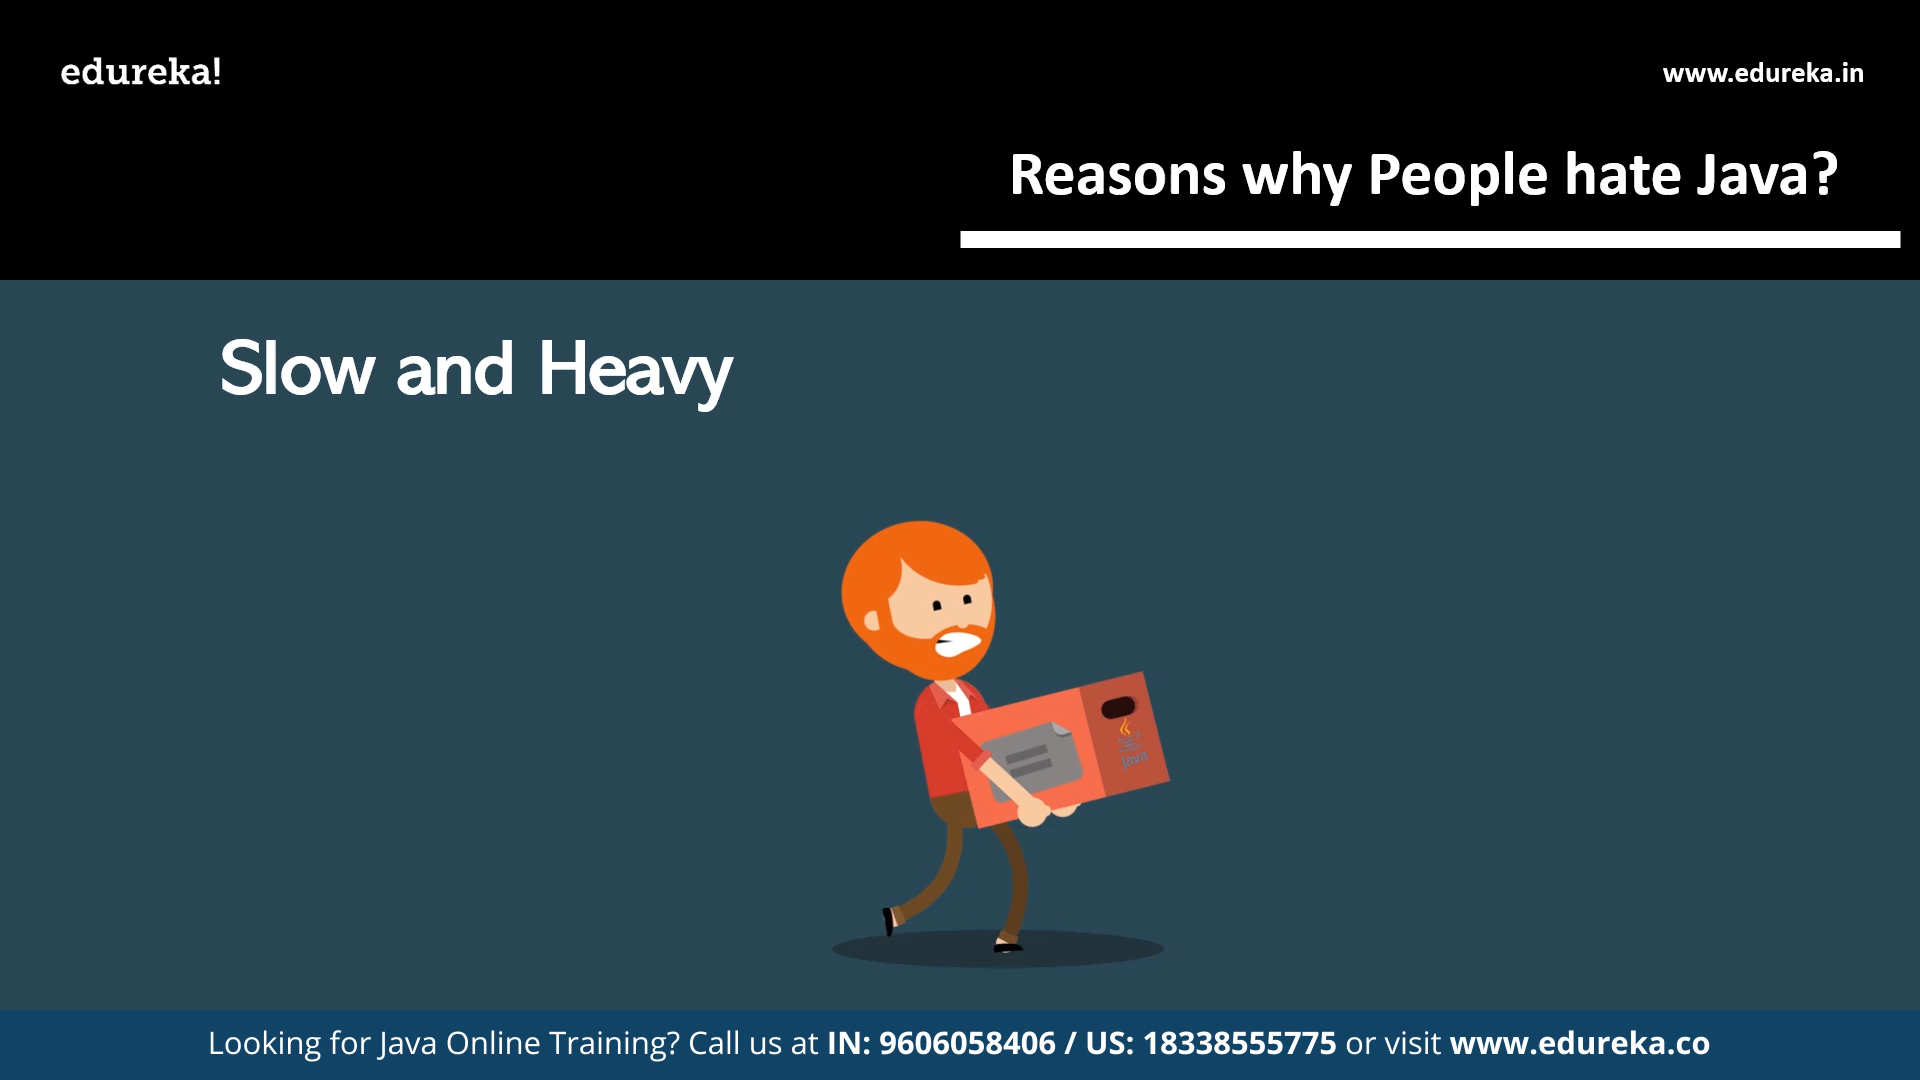 edureka!
www.edureka.in
Reasons why People hate Java?
Slow and Heavy
Java
Looking for Java Online Training? Call us at IN: 9606058406 / US: 18338555775 or visit www.edureka.co